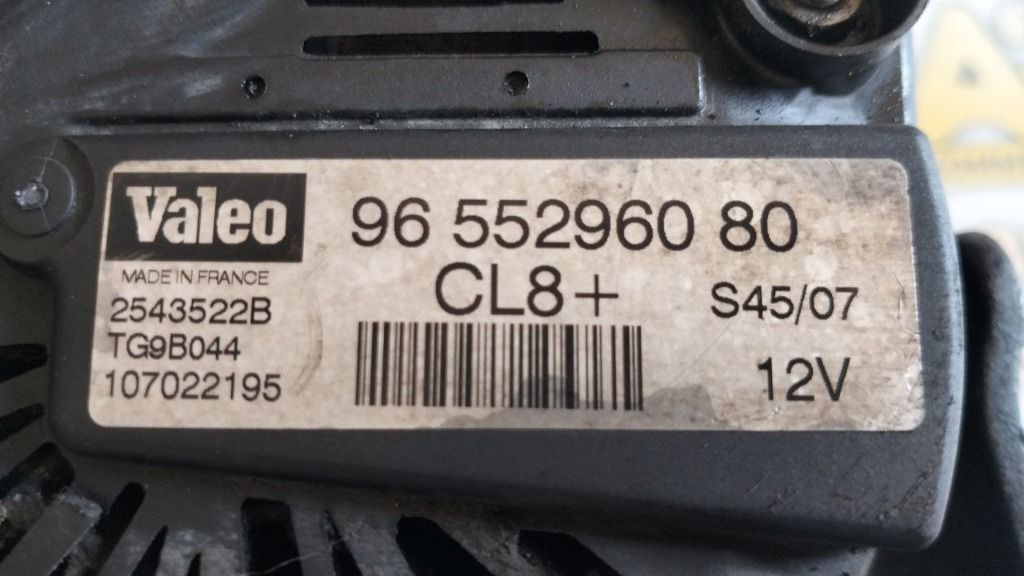 Valeo
MADE IN FRANCE
2543522B
TG9B044
107022195
96 552960 80
CL8+
S45/07
12V